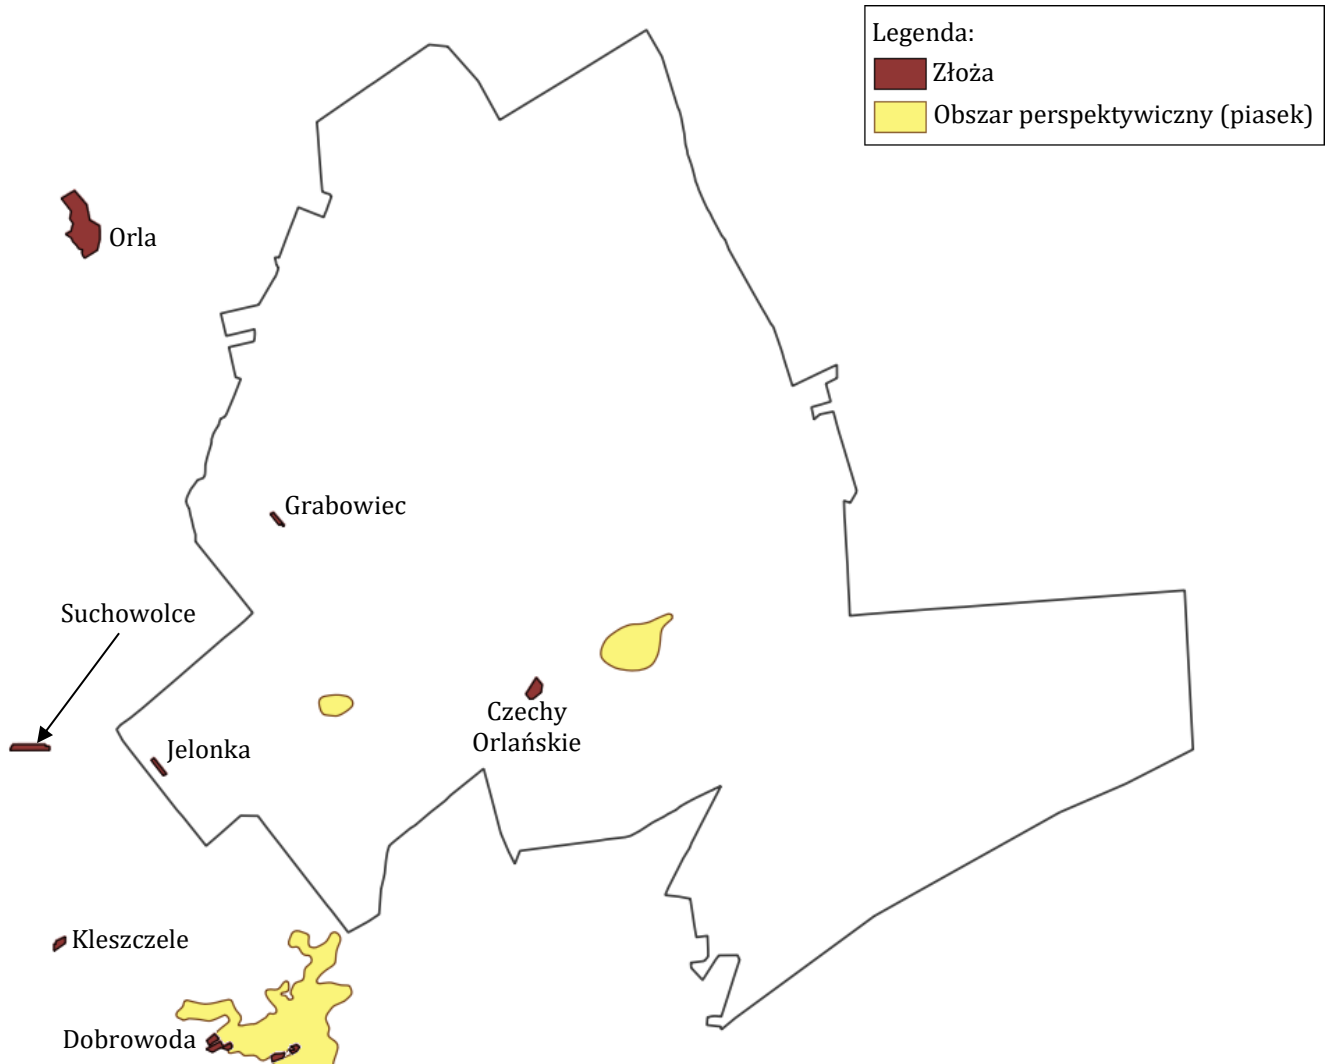 Legenda:
Złoża
Obszar perspektywiczny (piasek)
Orla
Grabowiec
Suchowolce
Czechy
Orlańskie
Jelonka
Kleszczele
Dobrowoda